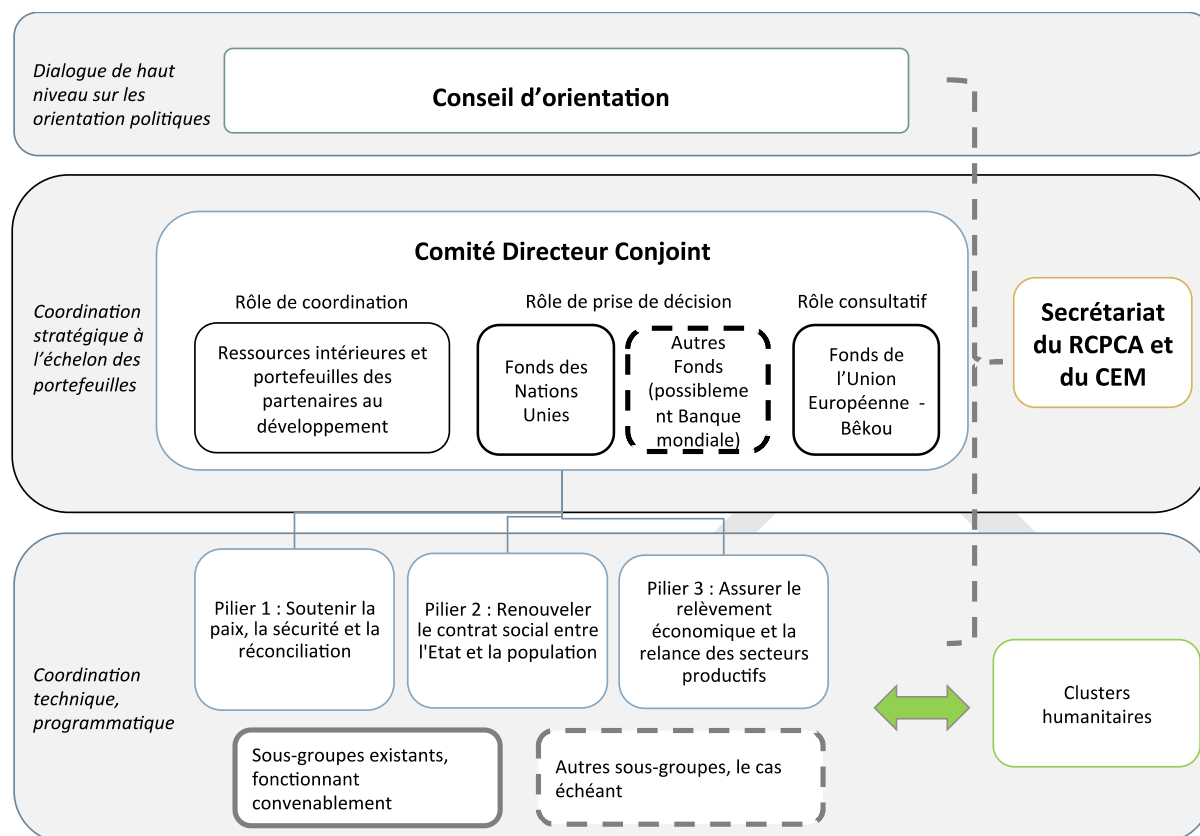 Dialogue de haut
niveau sur les
orientation politiques
Conseil d’orientation
Coordination
stratégique à
l’échelon des
portefeuilles
Comité Directeur Conjoint
Rôle de coordination
Ressources intérieures et
portefeuilles des
partenaires au
développement
Rôle de prise de décision
Fonds des
Nations
Unies
Autres
Fonds
(possibleme
nt Banque
mondiale)
Rôle consultatif
Fonds de
l’Union
Européenne -
Bêkou
Secrétariat
du RCPCA et
du CEM
Coordination
technique,
programmatique
Pilier 1 : Soutenir la
paix, la sécurité et la
réconciliation
Pilier 2 : Renouveler
le contrat social entre
l'Etat et la population
Pilier 3 : Assurer le
relèvement
économique et la
relance des secteurs
productifs
Clusters
humanitaires
Sous-groupes existants,
fonctionnant
convenablement
Autres sous-groupes, le cas
échéant